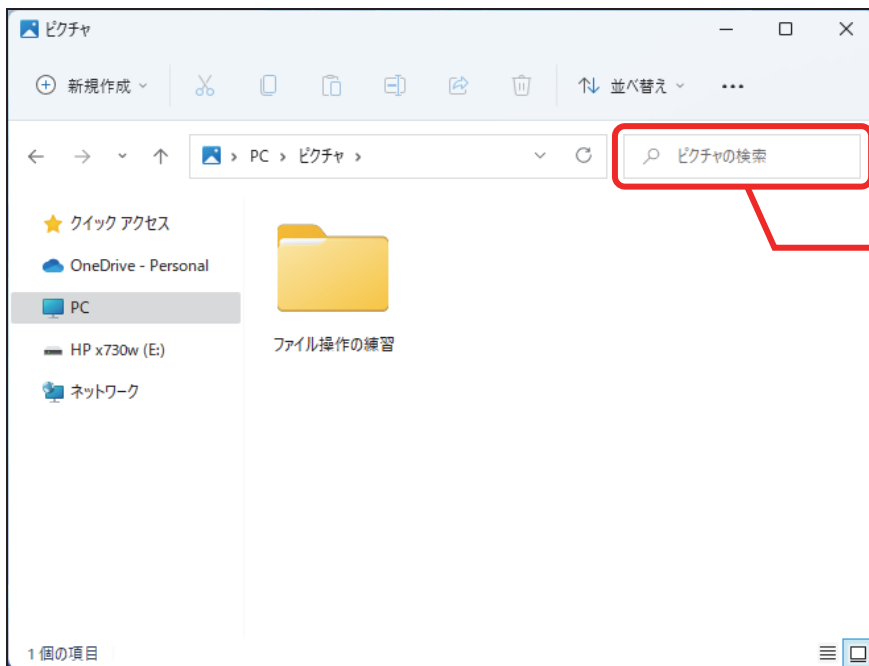 ピクチャ
新規作成
並べ替え
PC
ピクチャ
ピクチャの検索
クイック アクセス
OneDrive - Personal
PC
HP x730w (E:)
ネットワーク
ファイル操作の練習
1個の項目